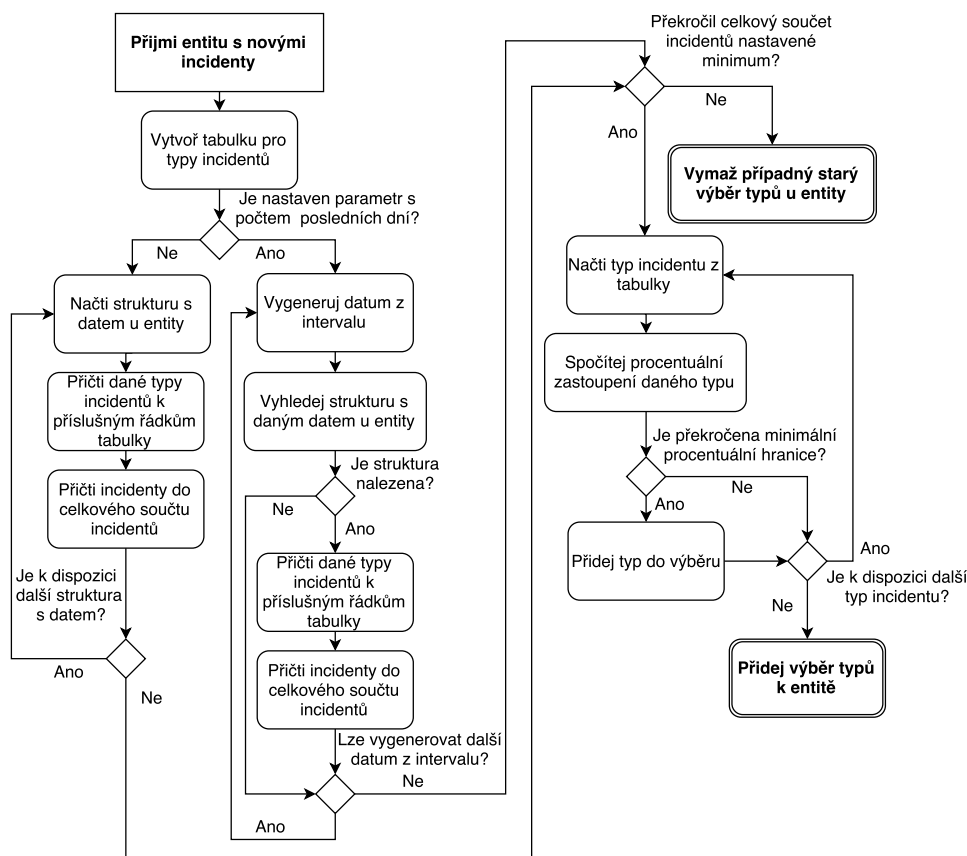 Přijmi entitu s novými
incidenty
Vytvoř tabulku pro
typy incidentů
Je nastaven parametr s
počtem posledních dní?
Ne
Ano
Načti strukturu s
datem u entity
Přičti dané typy
incidentů k
příslušným řádkům
tabulky
Přičti incidenty do
celkového součtu
incidentů
Je k dispozici
další struktura
s datem?
Ano
Ne
Vygeneruj datum z
intervalu
Vyhledej strukturu s
daným datem u entity
Je struktura
nalezena?
Ne
Ano
Přičti dané typy
incidentů k
příslušným řádkům
tabulky
Přičti incidenty do
celkového součtu
incidentů
Lze vygenerovat další
datum z intervalu?
Ne
Ano
Překročil celkový součet
incidentů nastavené
minimum?
Ne
Ano
Vymaž případný starý
výběr typů u entity
Načti typ incidentu z
tabulky
Spočítej procentuální
zastoupení daného typu
Je překročena minimální
procentuální hranice?
Ne
Ano
Přidej typ do výběru
Ano
Je k dispozici další
typ incidentu?
Ne
Přidej výběr typů
k entitě